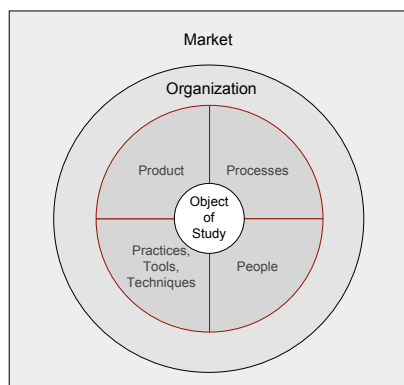 Market
Organization
Product
Processes
Object
of
Study
Practices,
Tools,
Techniques
People